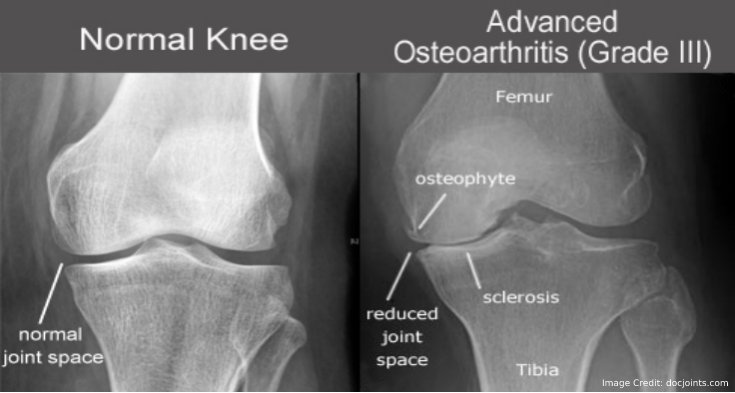 Normal Knee
Advanced
Osteoarthritis (Grade III)
Femur
osteophyte
normal
joint space
sclerosis
reduced
joint
space
Tibia
Image Credit: docjoints.com